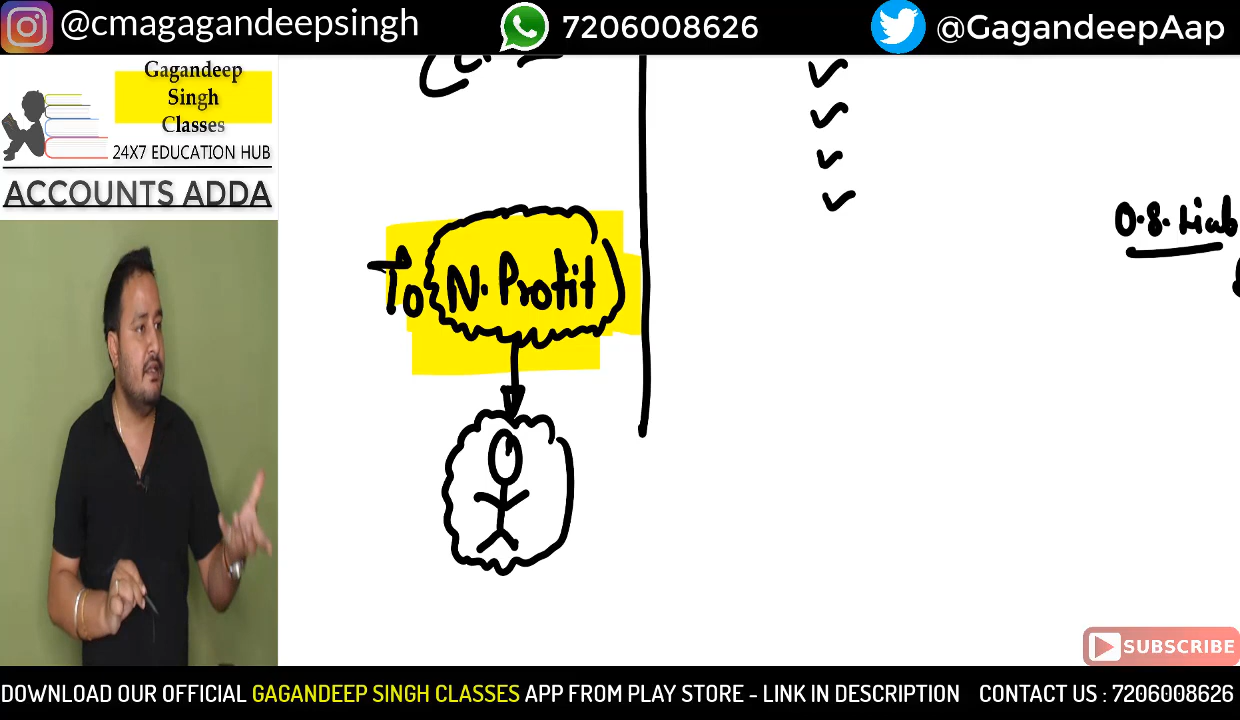 @cmagagandeepsingh
7206008626
@GagandeepAap
Gagandeep
Singh
Classes
24X7 EDUCATION HUB
ACCOUNTS ADDA
O.S. Liab
To N. Profit
SUBSCRIBE
DOWNLOAD OUR OFFICIAL GAGANDEEP SINGH CLASSES APP FROM PLAY STORE - LINK IN DESCRIPTION CONTACT US : 7206008626